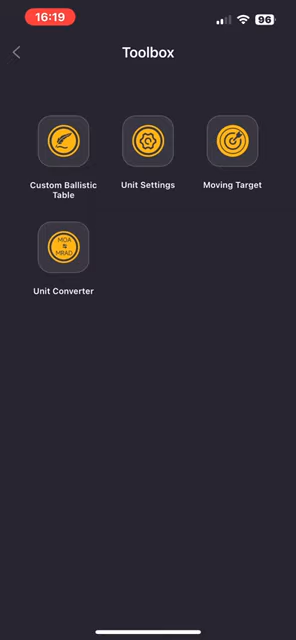 16:19
96
Toolbox
Custom Ballistic
Table
Unit Settings
Moving Target
MOA
MRAD
Unit Converter